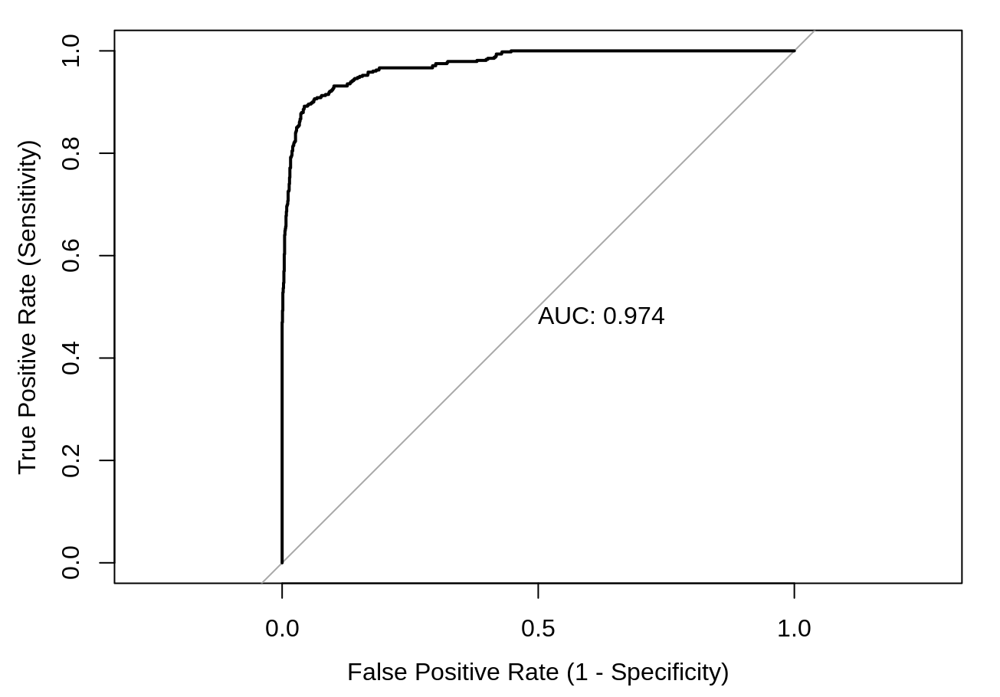 True Positive Rate (Sensitivity)
1.0
0.8
0.6
0.4
0.2
0.0
AUC: 0.974
0.0 0.5 1.0
False Positive Rate (1 - Specificity)